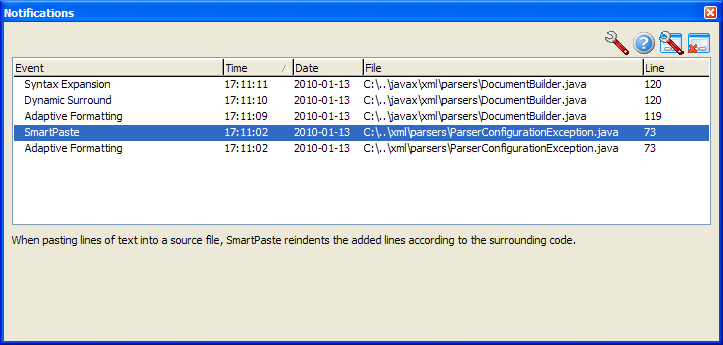 Notifications
Event Time Date File Line
Syntax Expansion 17:11:11 2010-01-13 C:\..\javax\xml\parsers\DocumentBuilder.java 120
Dynamic Surround 17:11:10 2010-01-13 C:\..\javax\xml\parsers\DocumentBuilder.java 120
Adaptive Formatting 17:11:09 2010-01-13 C:\..\javax\xml\parsers\DocumentBuilder.java 119
SmartPaste 17:11:02 2010-01-13 C:\..\xml\parsers\ParserConfigurationException.java 73
Adaptive Formatting 17:11:02 2010-01-13 C:\..\xml\parsers\ParserConfigurationException.java 73
When pasting lines of text into a source file, SmartPaste reindents the added lines according to the surrounding code.